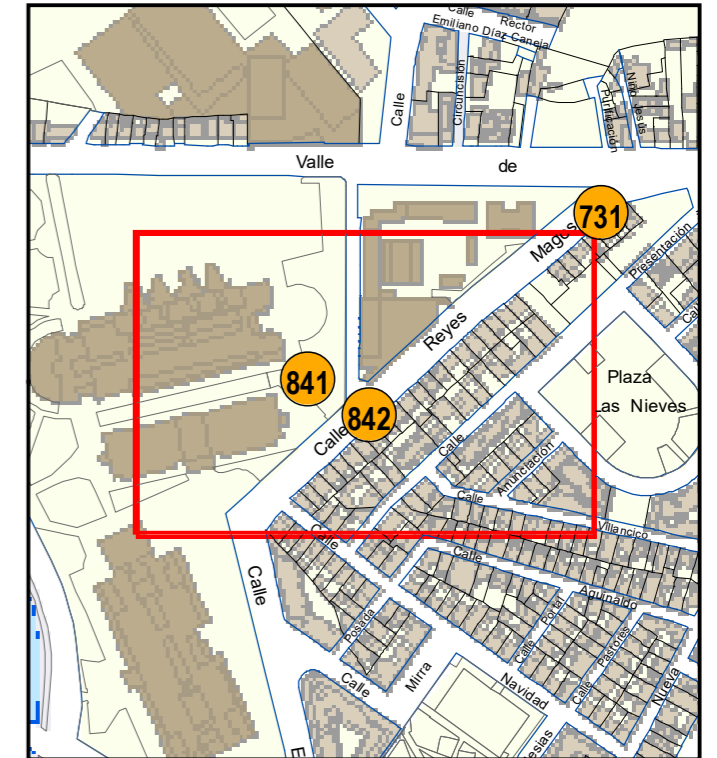 Calle Rector
Emiliano Díaz Caneja
Calle
Circuncisión
Purificación
Niño Jesús
Valle de
731
Magos
Presentación
Reyes
841
842
Calle
Plaza
Las Nieves
Calle
Anunciación
Calle
Villancico
Calle
Calle
Calle
Aguinaldo
Posada
Calle
Porta
Calle
Pastores
Mirra
Calle
Navidad
Nueva